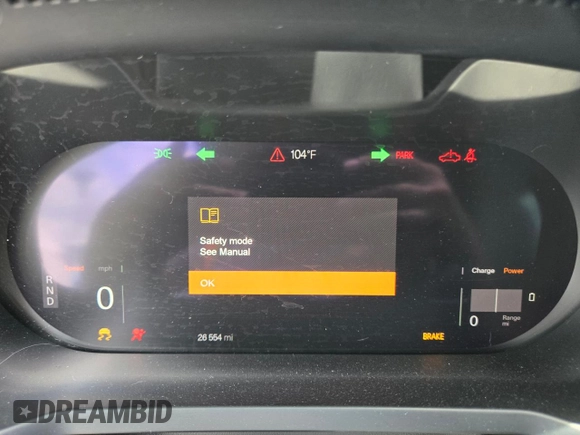 104°F
PARK
Safety mode
See Manual
OK
Speed mph
R
N
D
0
Charge Power
0
Range
mi
26 554 mi
BRAKE
DREAMBID